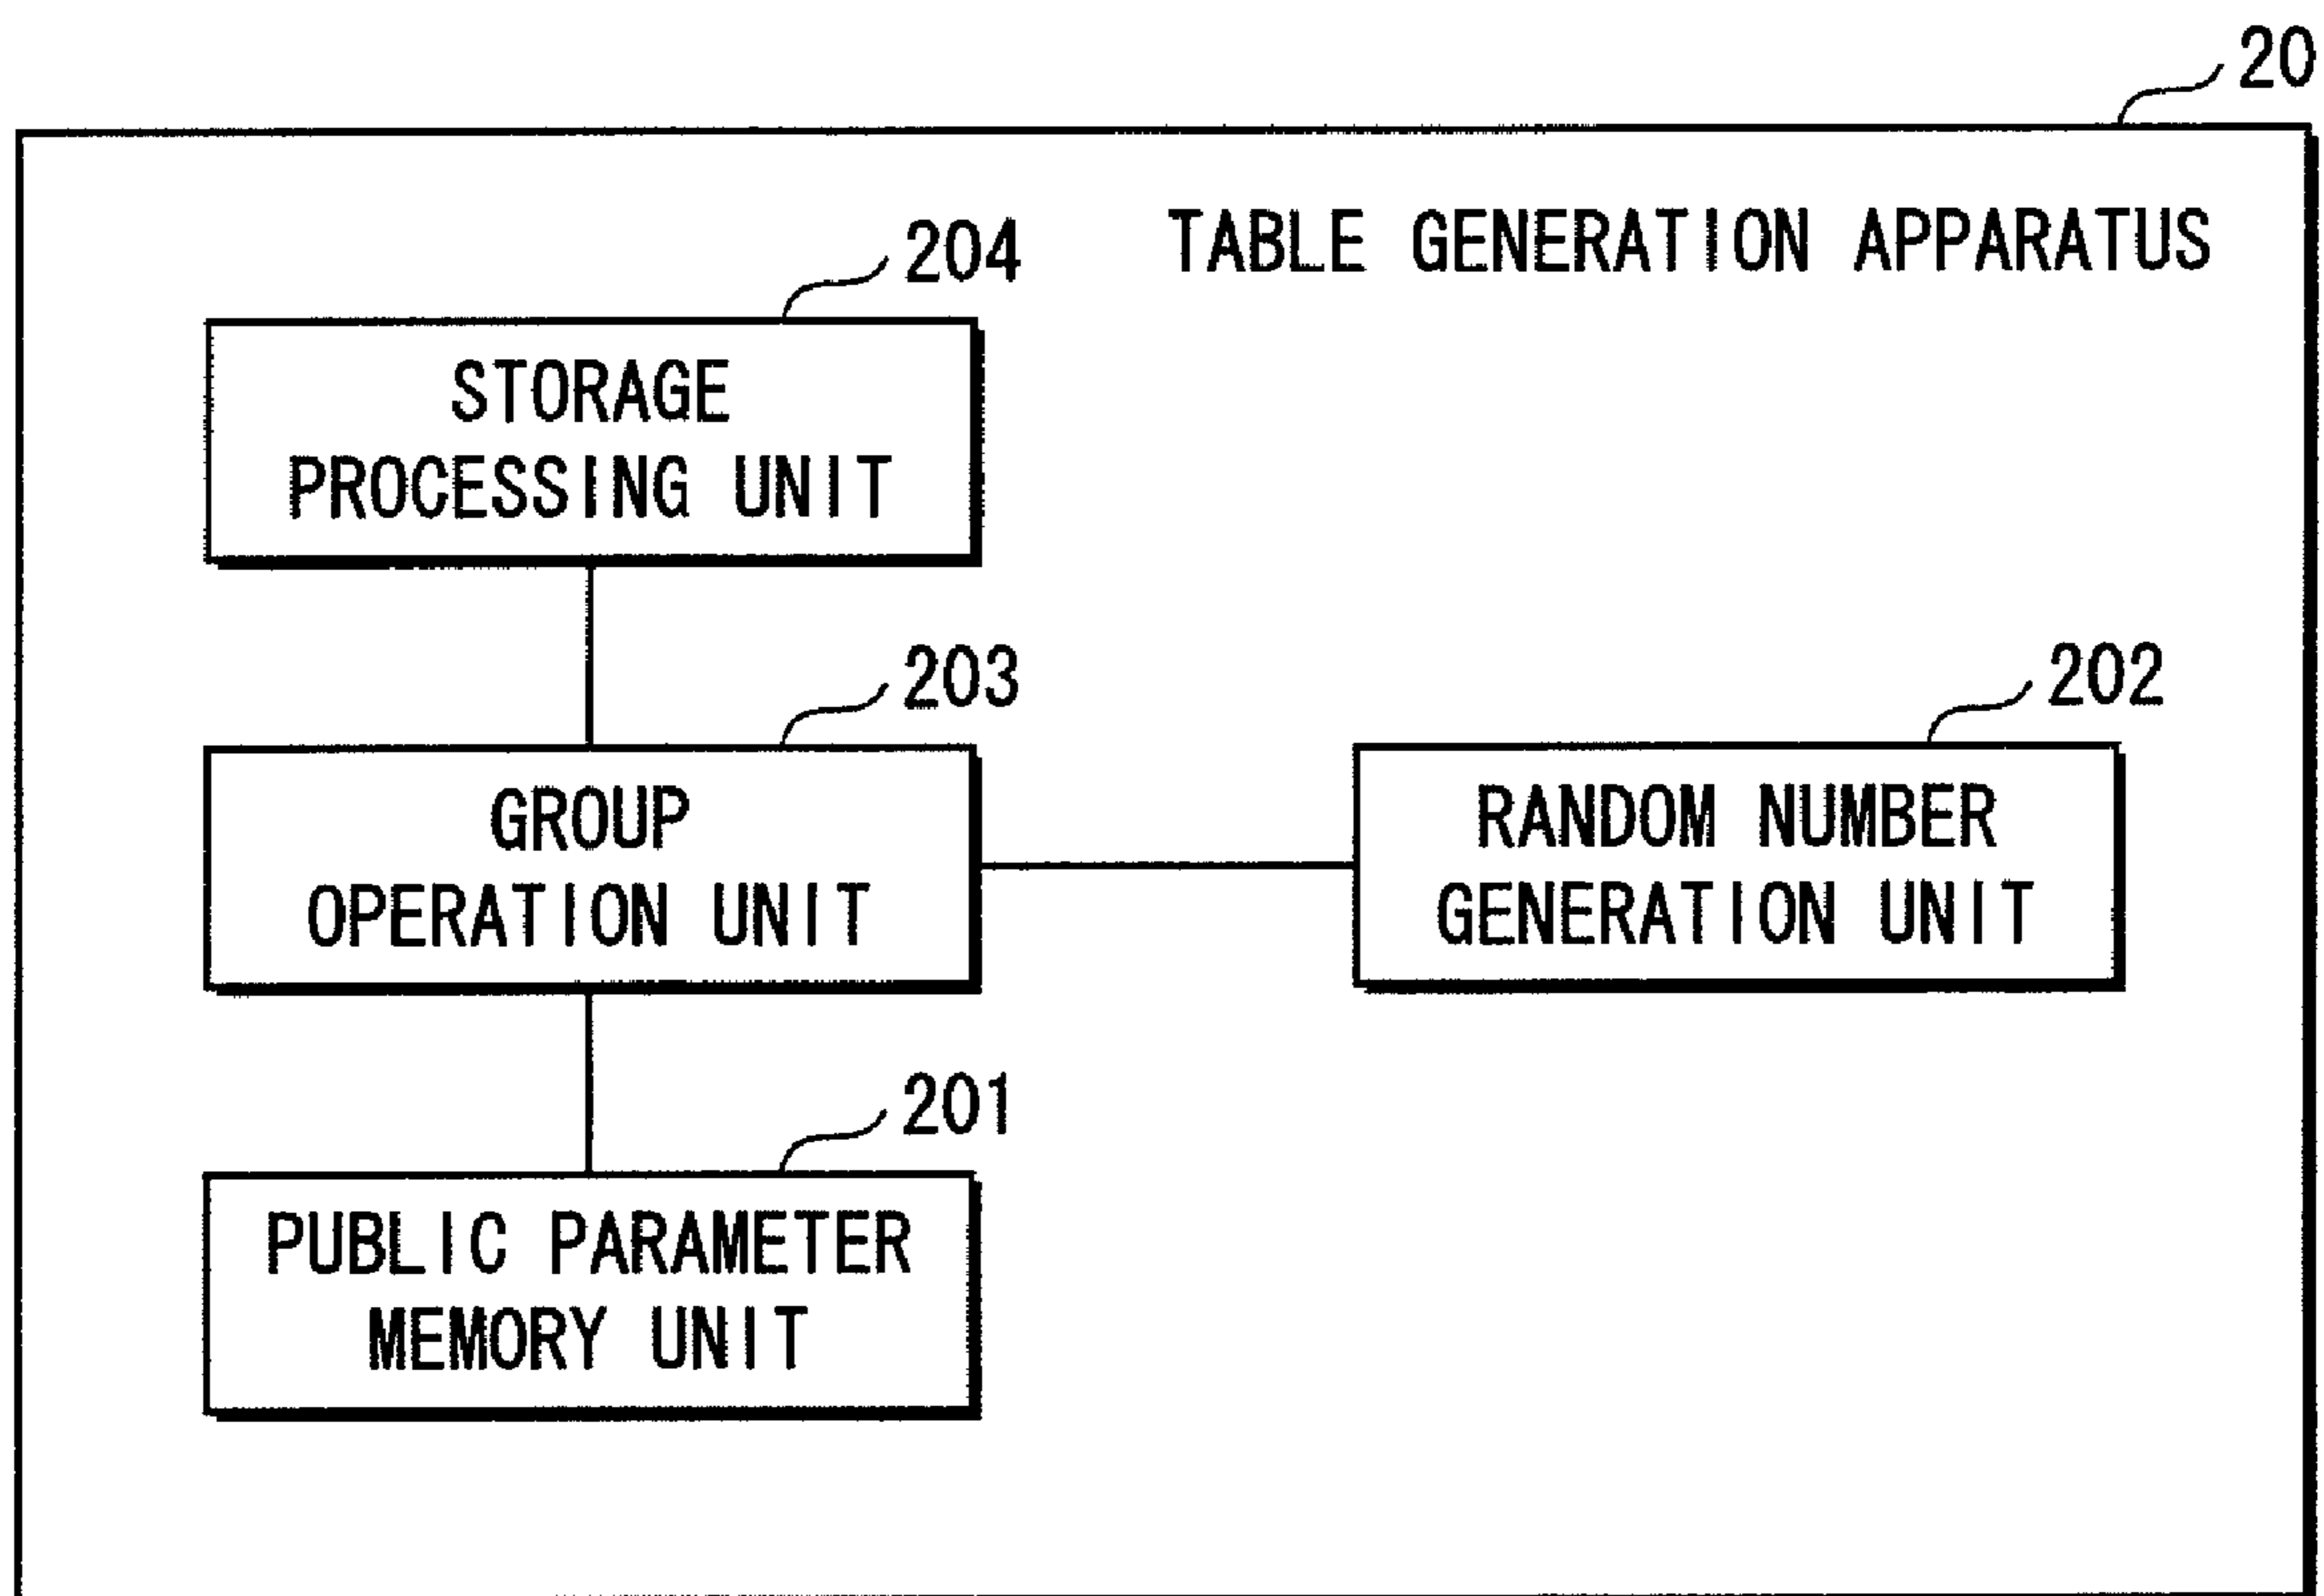 20
TABLE GENERATION APPARATUS
204
STORAGE
PROCESSING UNIT
203
GROUP
OPERATION UNIT
202
RANDOM NUMBER
GENERATION UNIT
201
PUBLIC PARAMETER
MEMORY UNIT